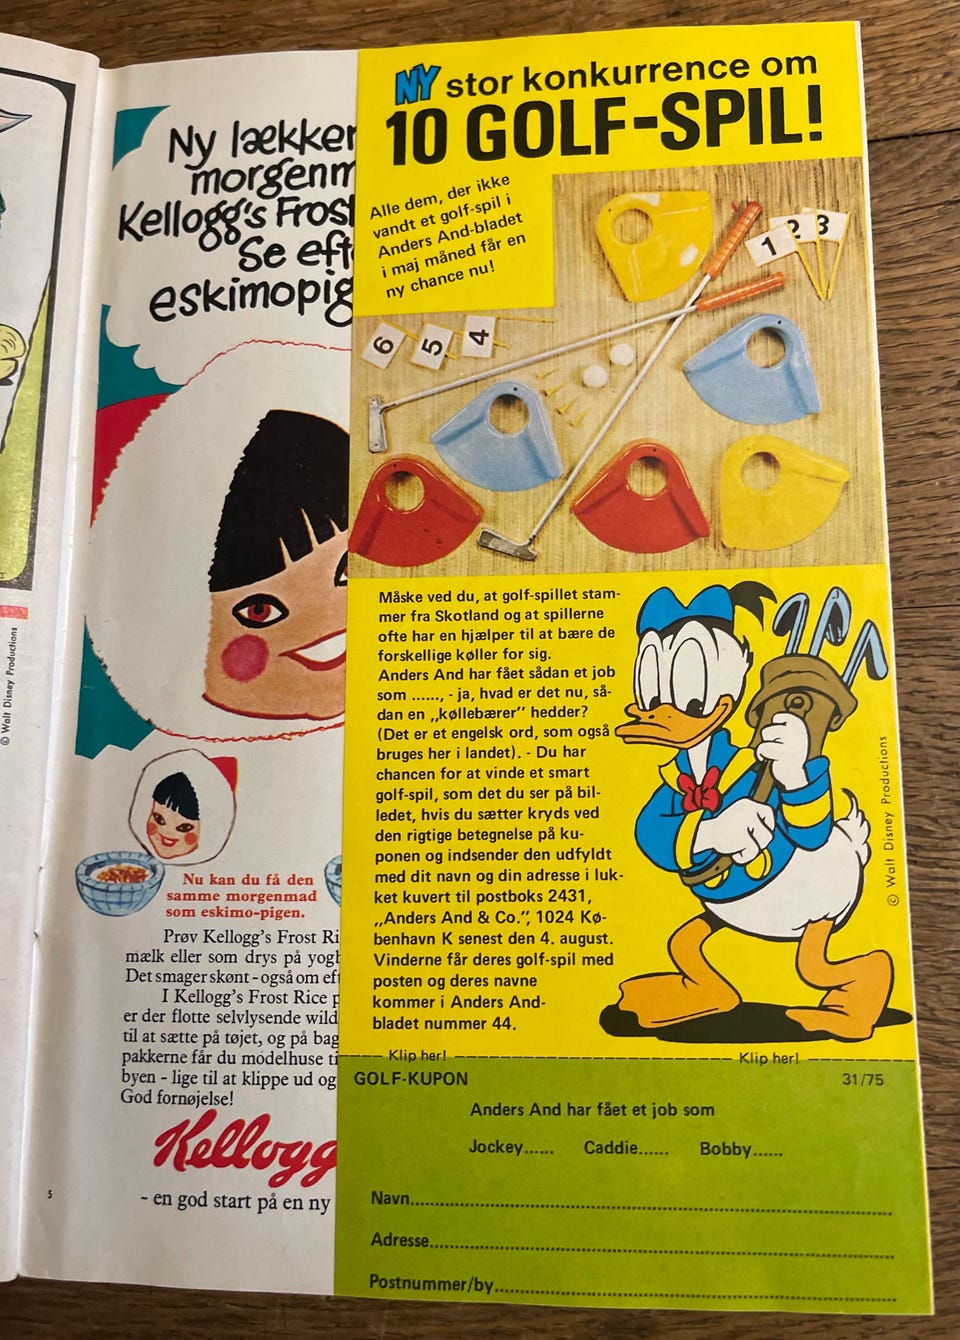 © Walt Disney Productions
Ny lækker
morgenm
Kellogg's Frost
Se eft
eskimopig
Nu kan du få den
samme morgenmad
som eskimo-pigen.
Prøv Kellogg's Frost Ri
mælk eller som drys på yogh
Det smager skønt - også om eft
I Kellogg's Frost Rice p
er der flotte selvlysende wild
til at sætte på tøjet, og på bag
pakkerne får du modelhuse ti
byen - lige til at klippe ud og
God fornøjelse!
Kellogg
- en god start på en ny
5
NY stor konkurrence om
10 GOLF-SPIL!
Alle dem, der ikke
vandt et golf-spil i
Anders And-bladet
i maj måned får en
ny chance nu!
1 2 3
6 5 4
Måske ved du, at golf-spillet stam-
mer fra Skotland og at spillerne
ofte har en hjælper til at bære de
forskellige køller for sig.
Anders And har fået sådan et job
som ......, - ja, hvad er det nu, så-
dan en „køllebærer" hedder?
(Det er et engelsk ord, som også
bruges her i landet). - Du har
chancen for at vinde et smart
golf-spil, som det du ser på bil-
ledet, hvis du sætter kryds ved
den rigtige betegnelse på ku-
ponen og indsender den udfyldt
med dit navn og din adresse i luk-
ket kuvert til postboks 2431,
„Anders And & Co.", 1024 Kø-
benhavn K senest den 4. august.
Vinderne får deres golf-spil med
posten og deres navne
kommer i Anders And-
bladet nummer 44.
© Walt Disney Productions
Klip her! Klip her!
GOLF-KUPON 31/75
Anders And har fået et job som
Jockey...... Caddie...... Bobby......
Navn
Adresse
Postnummer/by